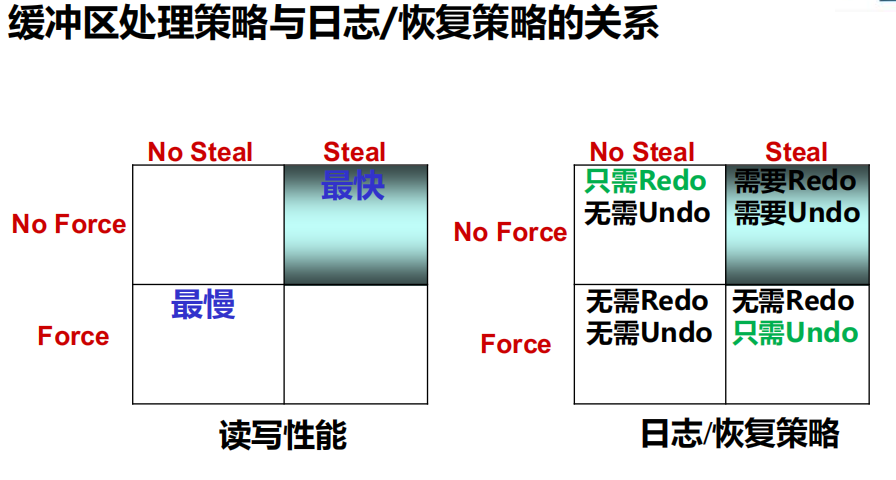 缓冲区处理策略与日志/恢复策略的关系
No Steal
Steal
No Force
最快
Force
最慢
读写性能
No Steal
Steal
No Force
只需Redo
无需Undo
需要Redo
需要Undo
Force
无需Redo
无需Undo
无需Redo
只需Undo
日志/恢复策略